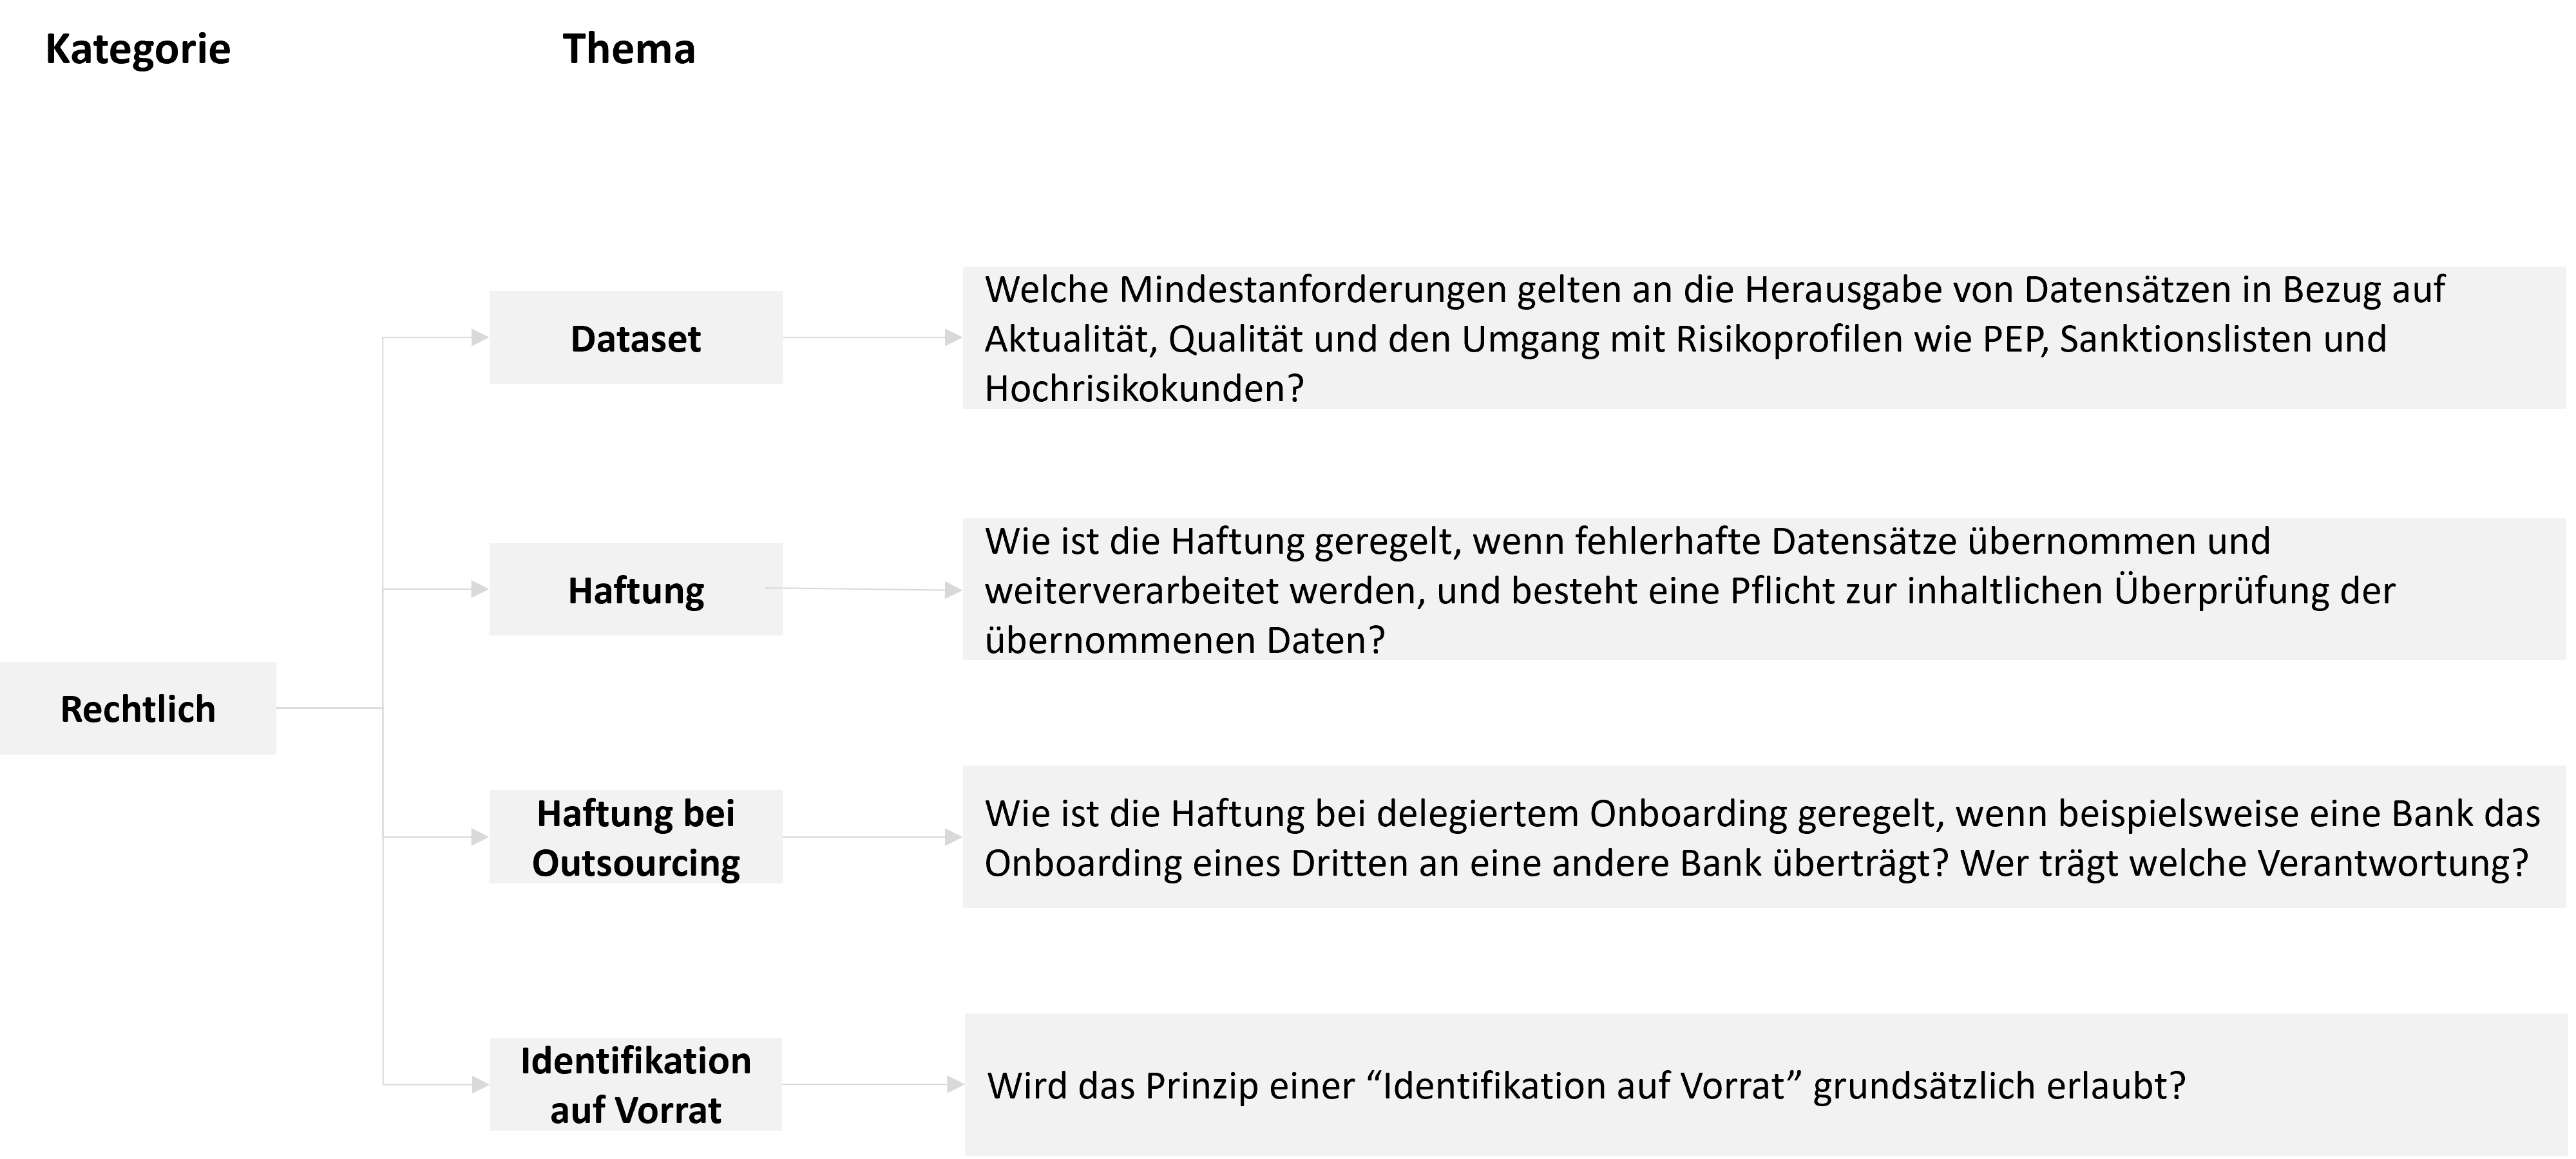 Kategorie
Thema
Dataset
Welche Mindestanforderungen gelten an die Herausgabe von Datensätzen in Bezug auf
Aktualität, Qualität und den Umgang mit Risikoprofilen wie PEP, Sanktionslisten und
Hochrisikokunden?
Haftung
Wie ist die Haftung geregelt, wenn fehlerhafte Datensätze übernommen und
weiterverarbeitet werden, und besteht eine Pflicht zur inhaltlichen Überprüfung der
übernommenen Daten?
Rechtlich
Haftung bei
Outsourcing
Wie ist die Haftung bei delegiertem Onboarding geregelt, wenn beispielsweise eine Bank das
Onboarding eines Dritten an eine andere Bank überträgt? Wer trägt welche Verantwortung?
Identifikation
auf Vorrat
Wird das Prinzip einer “Identifikation auf Vorrat” grundsätzlich erlaubt?